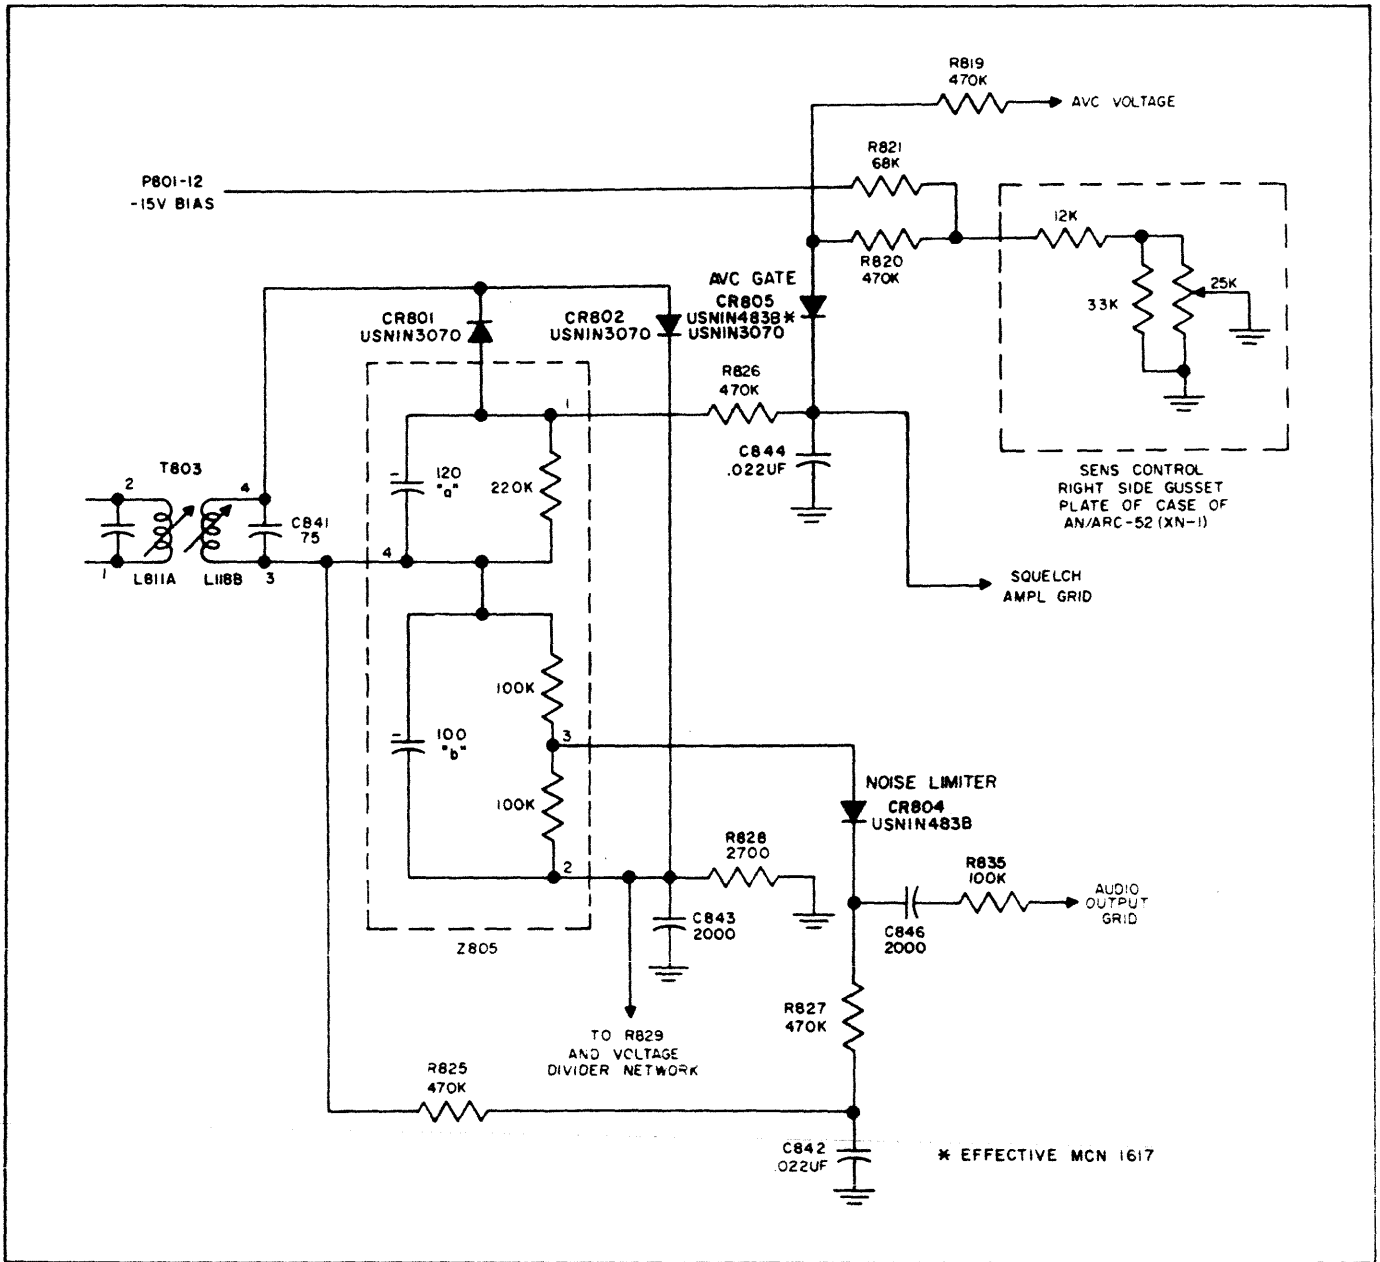 R819
470K
AVC VOLTAGE
R821
68K
P801-12
-15V BIAS
12K
R820
470K
AVC GATE
CR805
USN1N483B*
USN1N3070
25K
33K
CR801
USN1N3070
CR802
USN1N3070
R826
470K
1
T803
2
4
120
"a"
220K
C844
.022UF
SENS CONTROL
RIGHT SIDE GUSSET
PLATE OF CASE OF
AN/ARC-52 (XN-1)
C841
75
4
1
L811A
L118B
3
SQUELCH
AMPL GRID
100K
100
"b"
3
NOISE LIMITER
CR804
USN1N483B
100K
R828
2700
2
R835
100K
AUDIO
OUTPUT
GRID
C843
2000
C846
2000
Z805
R827
470K
TO R829
AND VOLTAGE
DIVIDER NETWORK
R825
470K
C842
.022UF
* EFFECTIVE MCN 1617